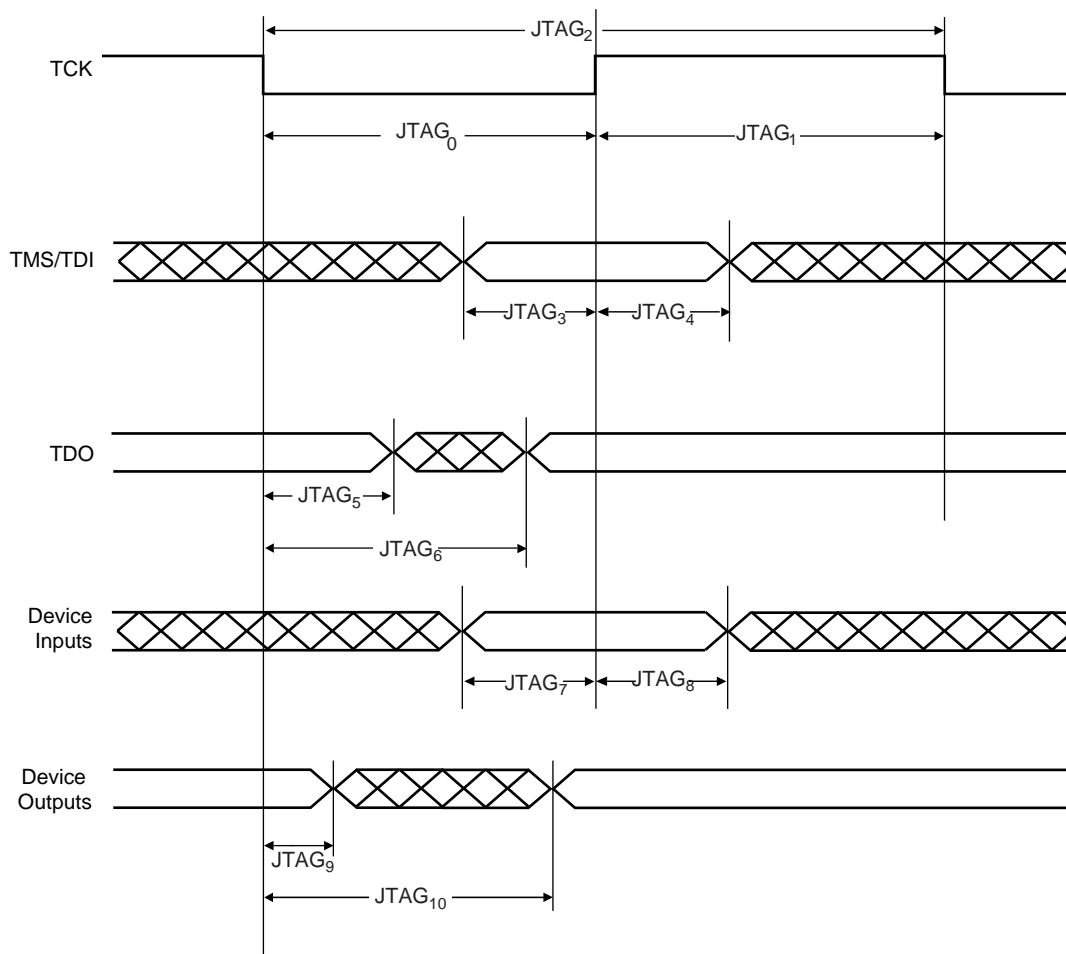 JTAG₂
TCK
JTAG₀
JTAG₁
TMS/TDI
JTAG₃
JTAG₄
TDO
JTAG₅
JTAG₆
Device
Inputs
JTAG₇
JTAG₈
Device
Outputs
JTAG₉
JTAG₁₀